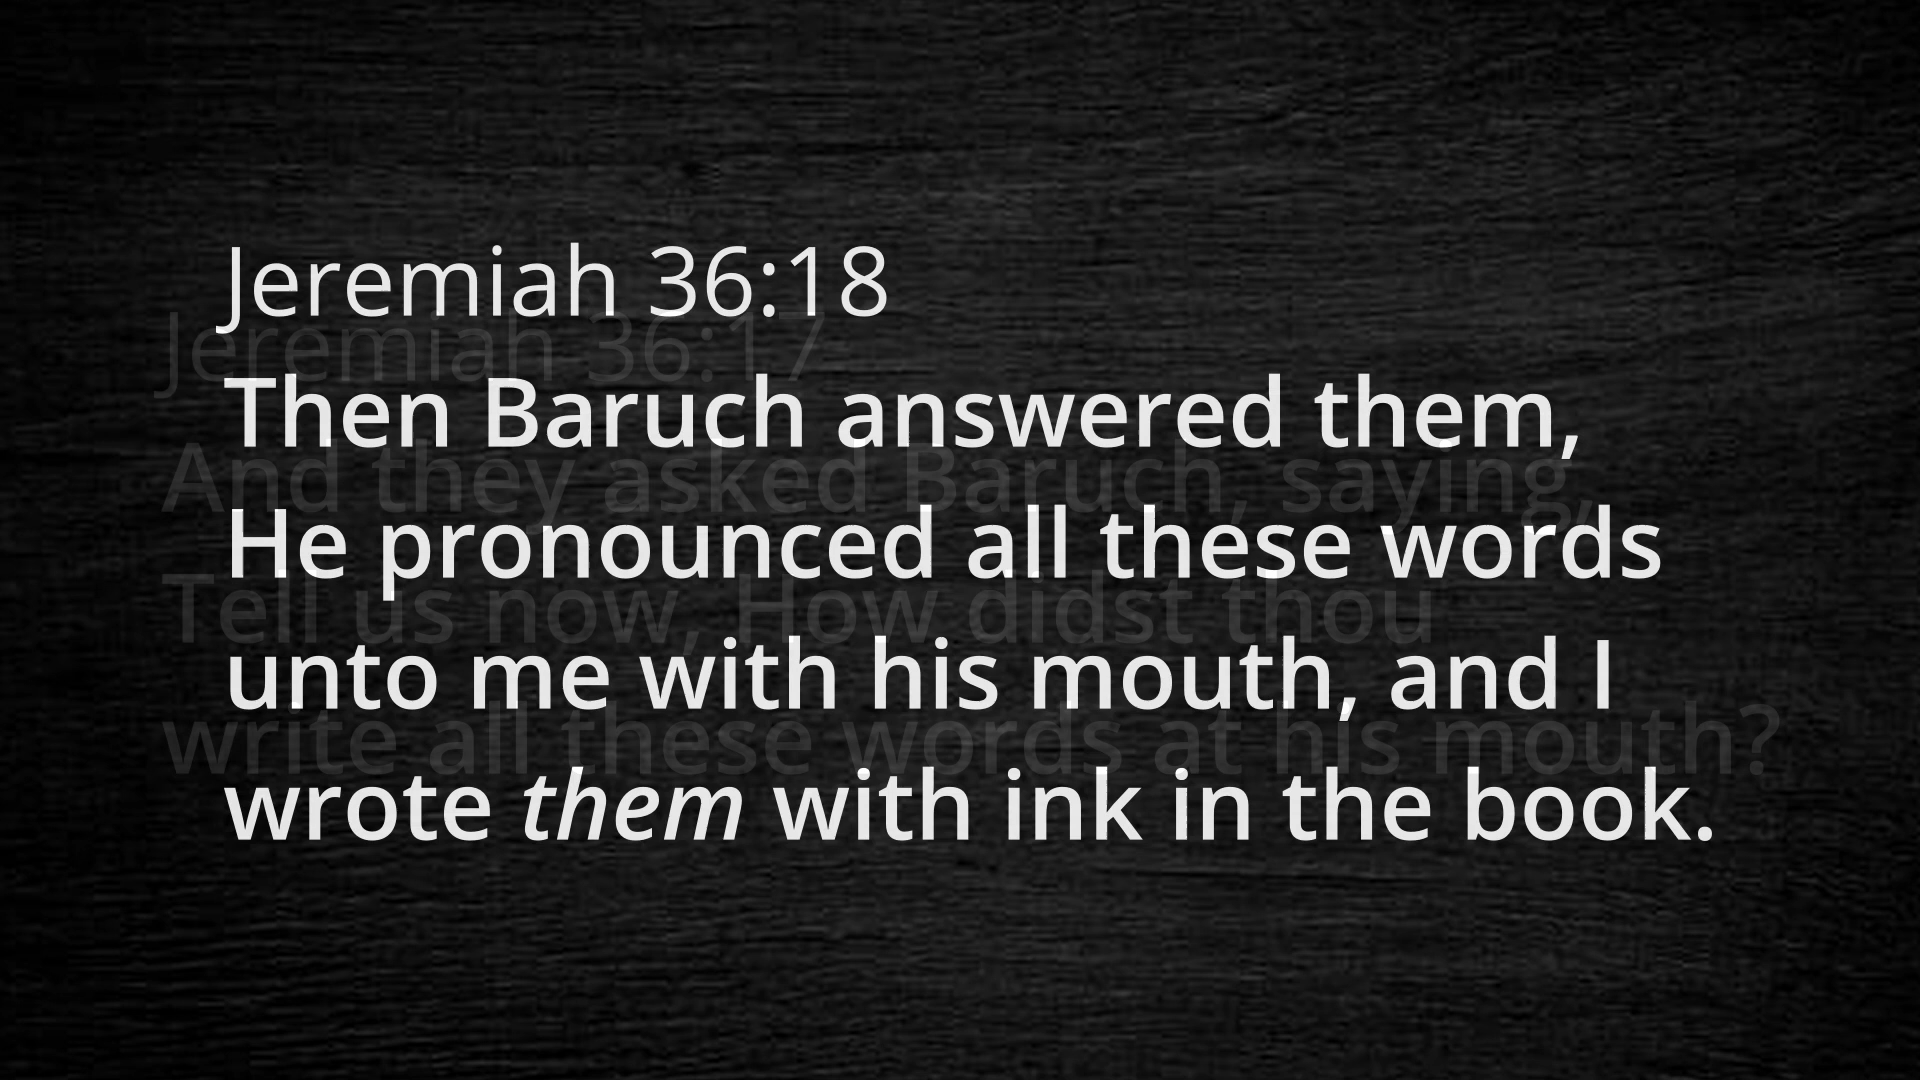 Jeremiah 36:18
Jeremiah 36:17
Then Baruch answered them,
And they asked Baruch, saying,
He pronounced all these words
Tell us now, How didst thou
unto me with his mouth, and I
write all these words at his mouth?
wrote them with ink in the book.